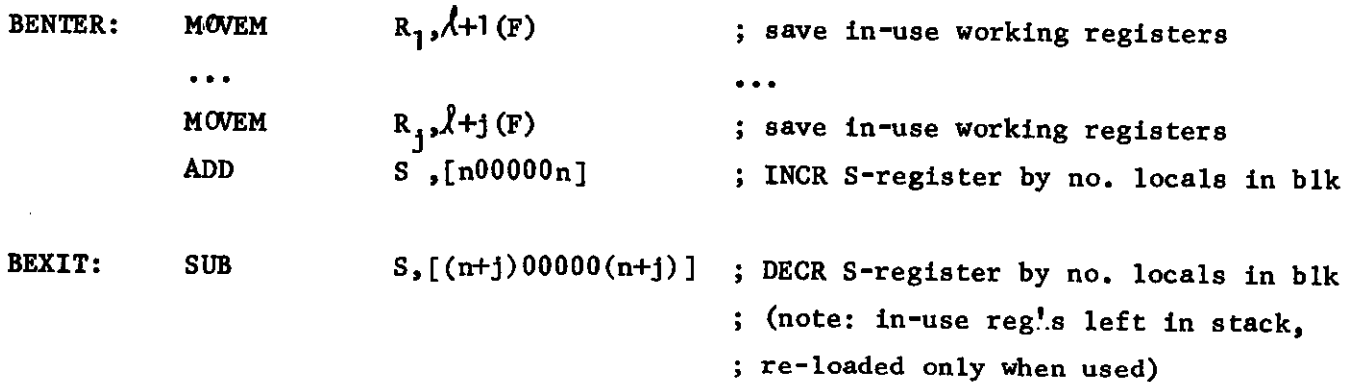 BENTER: MOVEM R₁,ℓ+1(F) ; save in-use working registers
... ...
MOVEM Rⱼ,ℓ+j(F) ; save in-use working registers
ADD S ,[n00000n] ; INCR S-register by no. locals in blk
BEXIT: SUB S,[(n+j)00000(n+j)] ; DECR S-register by no. locals in blk
; (note: in-use reg's left in stack,
; re-loaded only when used)